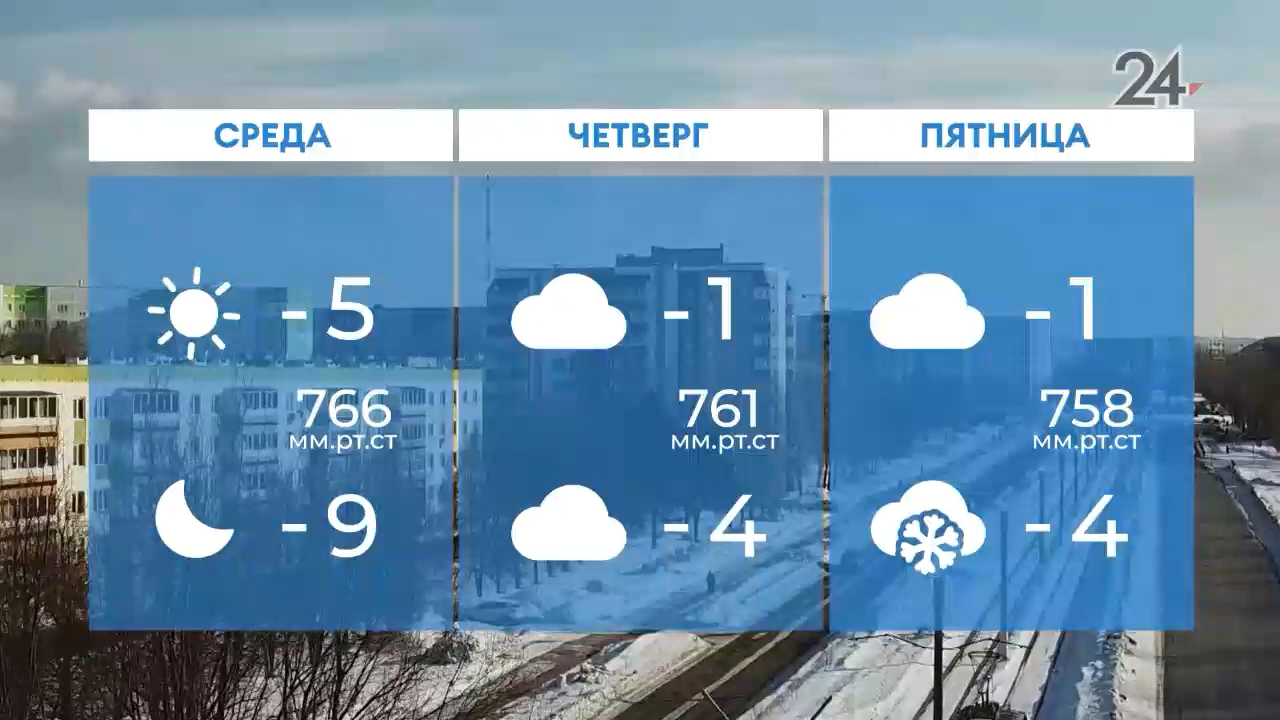 24
СРЕДА
ЧЕТВЕРГ
ПЯТНИЦА
-5
766
мм.рт.ст
-9
-1
761
мм.рт.ст
-4
-1
758
мм.рт.ст
-4